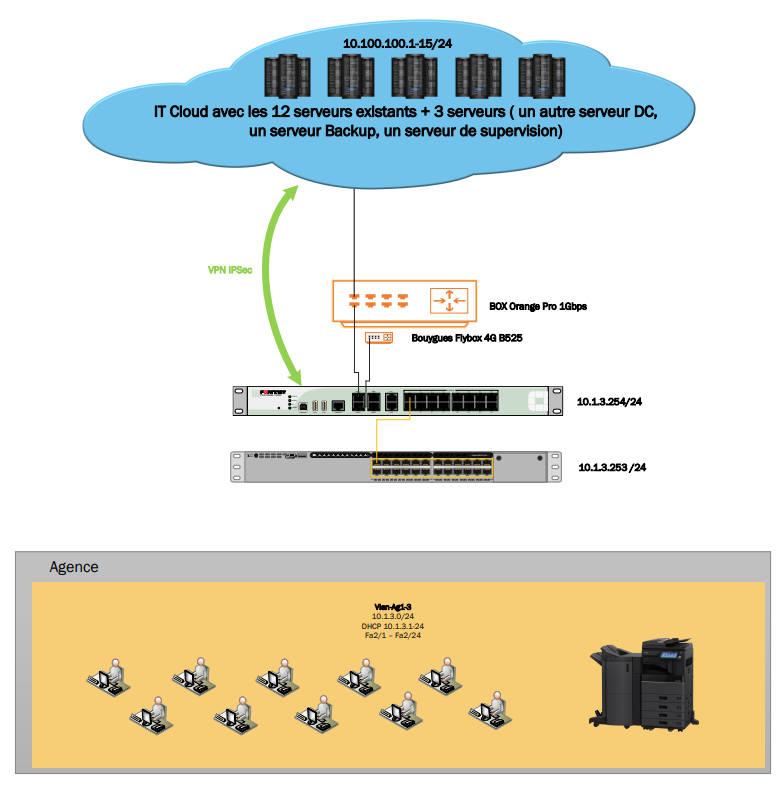 10.100.100.1-15/24
IT Cloud avec les 12 serveurs existants + 3 serveurs ( un autre serveur DC,
un serveur Backup, un serveur de supervision)
VPN IPSec
BOX Orange Pro 1Gbps
Bouygues Flybox 4G B525
FORTINET
10.1.3.254/24
10.1.3.253 /24
Agence
Vlan-Ag1-3
10.1.3.0/24
DHCP 10.1.3.1-24
Fa2/1 – Fa2/24